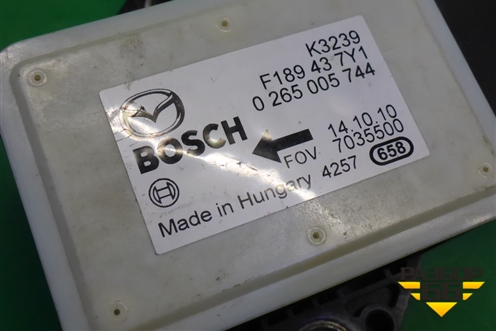 K3239
F189 43 7Y1
0 265 005 744
BOSCH
14.10.10
FOV 7035500
Made in Hungary 4257 658